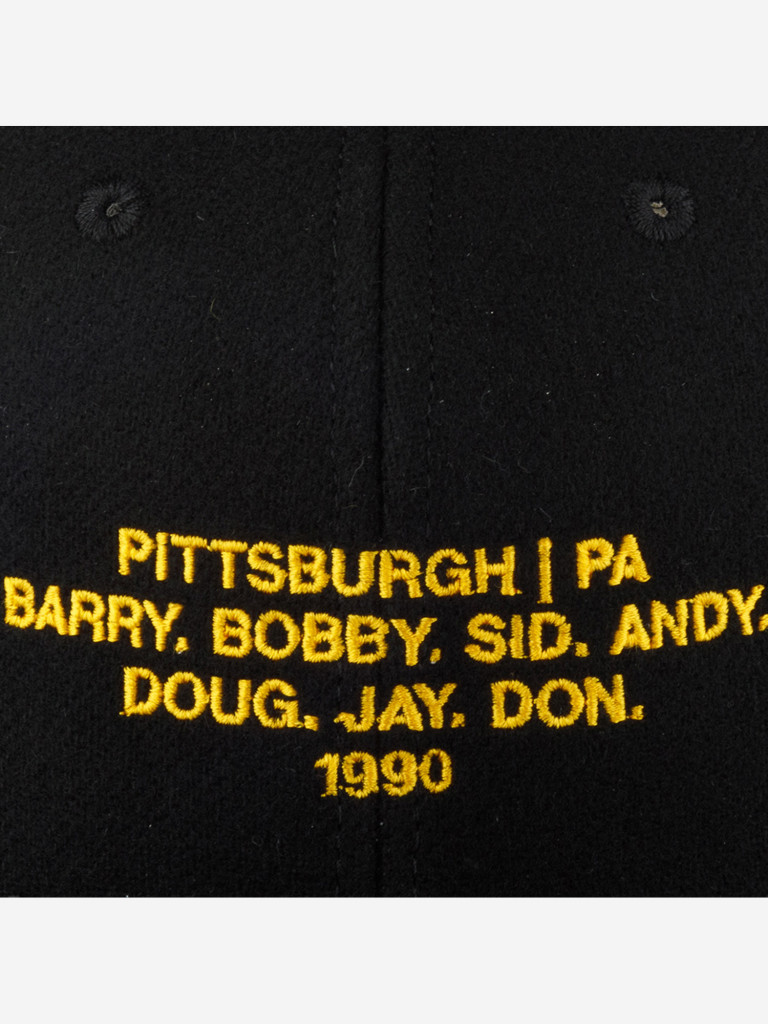 PITTSBURGH | PA
BARRY. BOBBY. SID. ANDY.
DOUG. JAY. DON.
1990